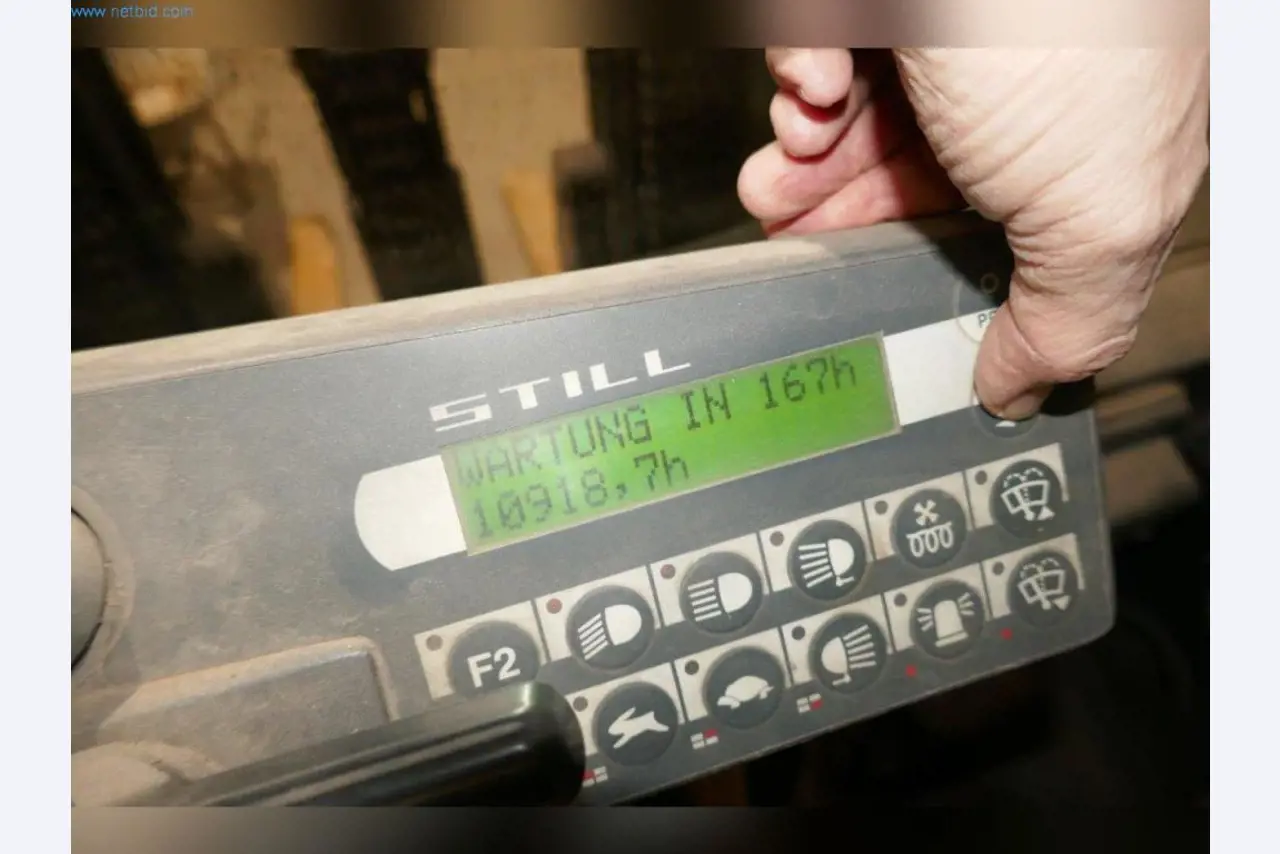 www.netbid.com
STILL
WARTUNG IN 167h
10918,7h
F2